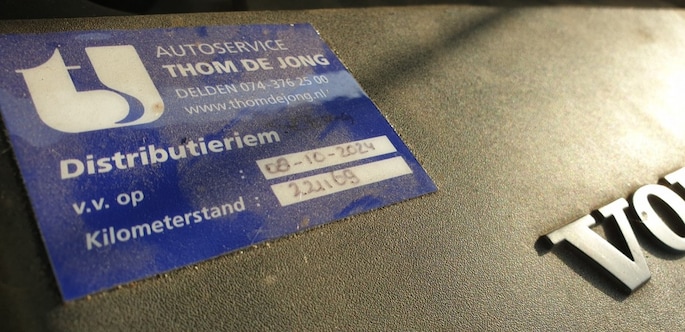 AUTOSERVICE
THOM DE JONG
DELDEN 074-376 25 00
www.thomdejong.nl
Distributieriem
v.v. op : 08-10-2024
Kilometerstand : 221169
VO